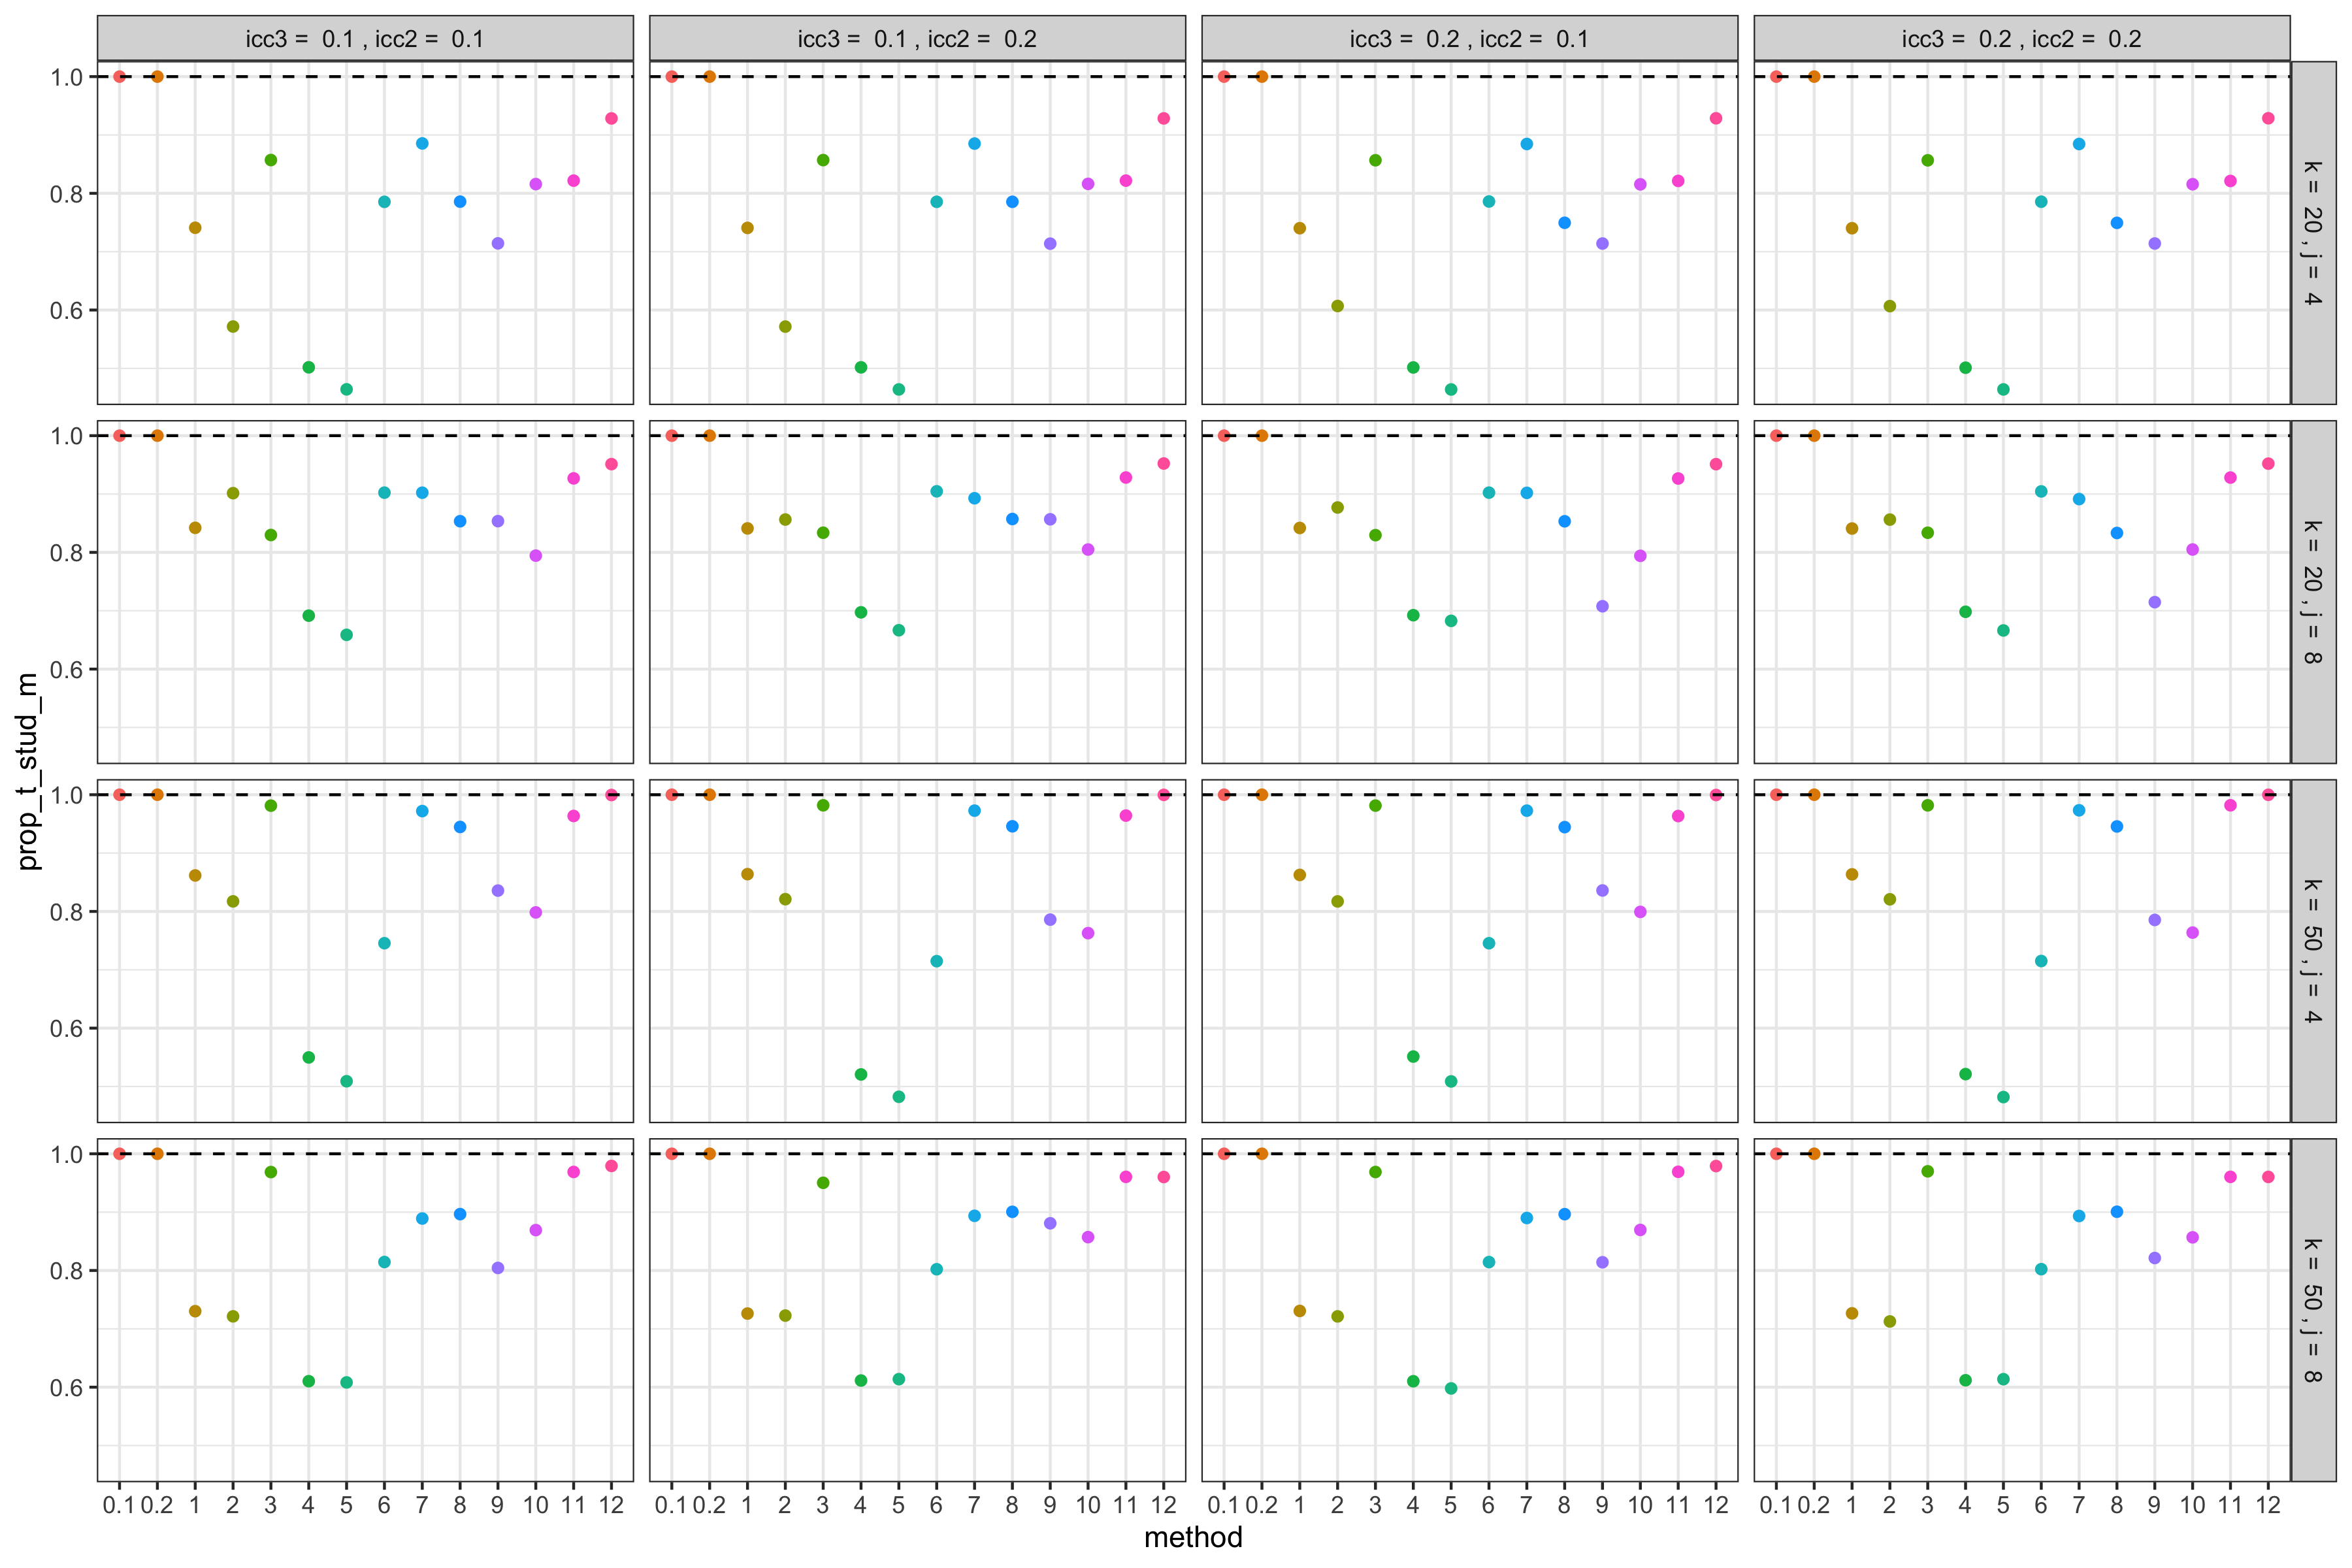 icc3 = 0.1 , icc2 = 0.1
icc3 = 0.1 , icc2 = 0.2
icc3 = 0.2 , icc2 = 0.1
icc3 = 0.2 , icc2 = 0.2
1.0
0.8
0.6
k = 20 , j = 4
1.0
0.8
0.6
k = 20 , j = 8
prop_t_stud_m
1.0
0.8
0.6
k = 50 , j = 4
1.0
0.8
0.6
k = 50 , j = 8
0.1 0.2 1 2 3 4 5 6 7 8 9 10 11 12
0.1 0.2 1 2 3 4 5 6 7 8 9 10 11 12
0.1 0.2 1 2 3 4 5 6 7 8 9 10 11 12
0.1 0.2 1 2 3 4 5 6 7 8 9 10 11 12
method